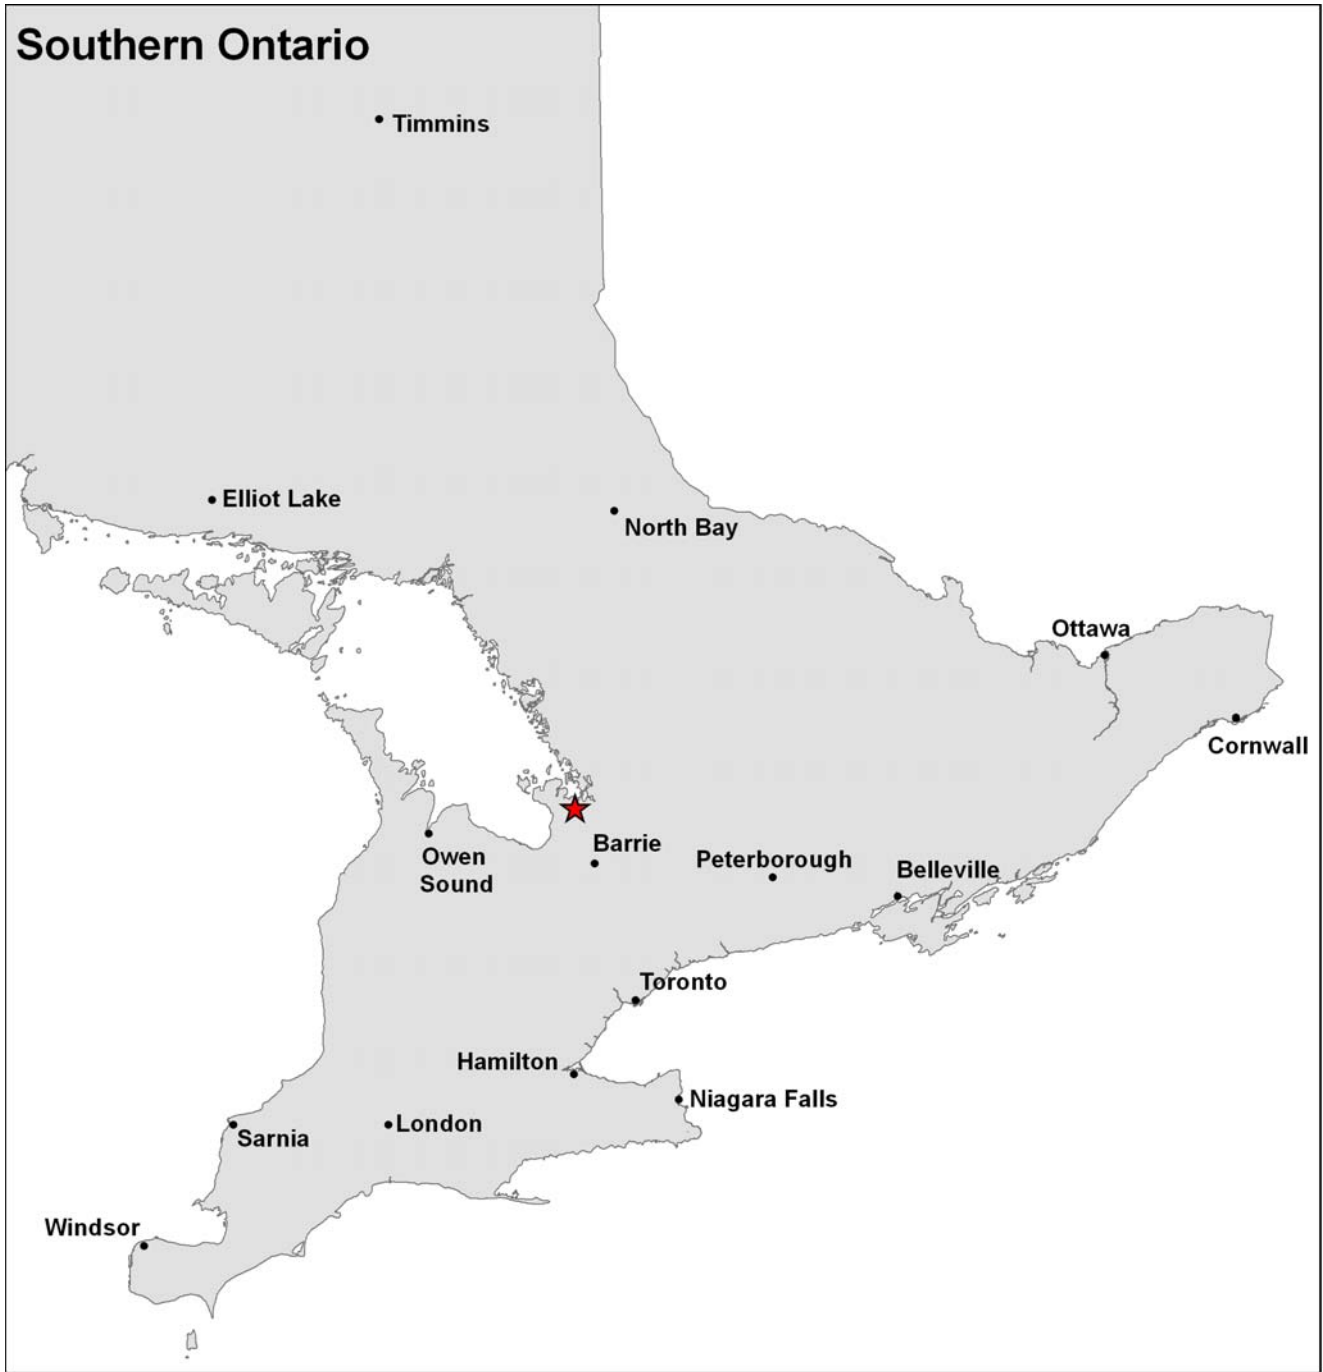 Southern Ontario
Timmins
Elliot Lake
North Bay
Ottawa
Cornwall
Barrie
Owen
Sound
Peterborough
Belleville
Toronto
Hamilton
Niagara Falls
London
Sarnia
Windsor